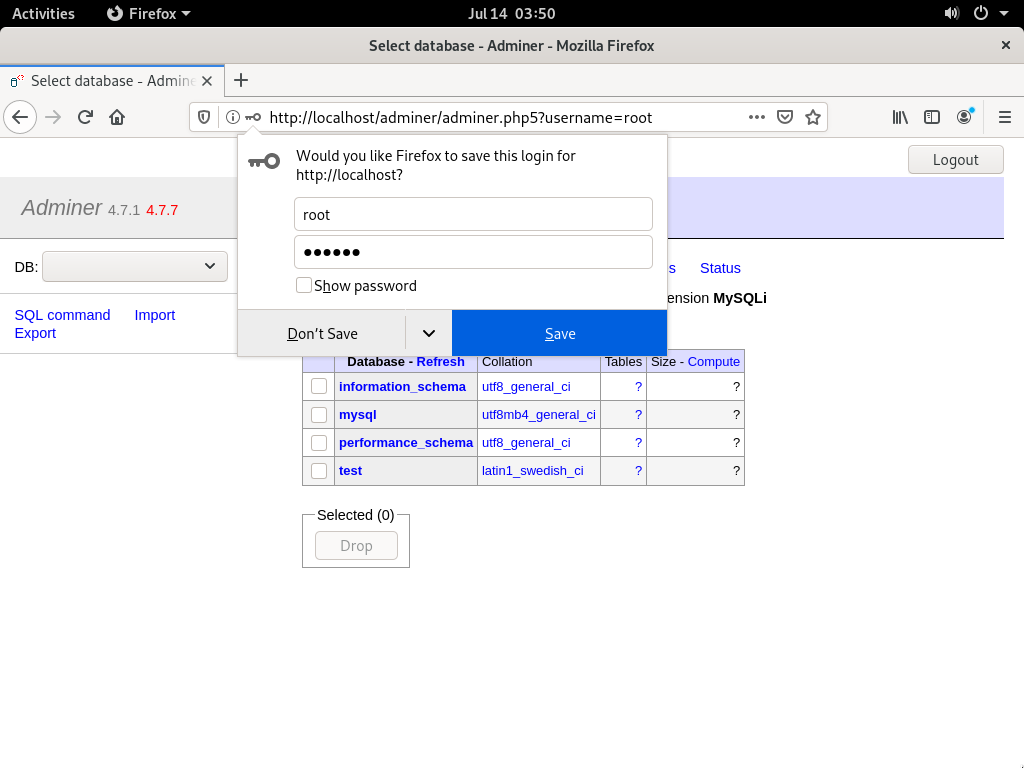 Activities Firefox Jul 14 03:50
Select database - Adminer - Mozilla Firefox
Select database - Admine
http://localhost/adminer/adminer.php5?username=root
Would you like Firefox to save this login for
http://localhost?
root
••••••
Show password
Don't Save Save
Logout
Adminer 4.7.1 4.7.7
DB:
SQL command Import
Export
Status
MySQLi
Database - Refresh Collation Tables Size - Compute
information_schema utf8_general_ci ? ?
mysql utf8mb4_general_ci ? ?
performance_schema utf8_general_ci ? ?
test latin1_swedish_ci ? ?
Selected (0)
Drop